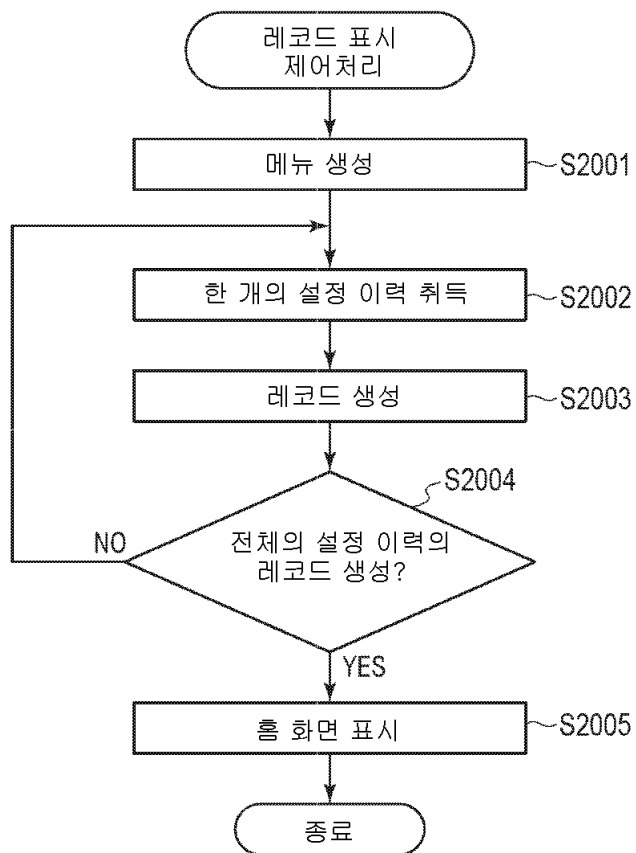 레코드 표시
제어처리
메뉴 생성
S2001
한 개의 설정 이력 취득
S2002
레코드 생성
S2003
S2004
전체의 설정 이력의
레코드 생성?
NO
YES
홈 화면 표시
S2005
종료